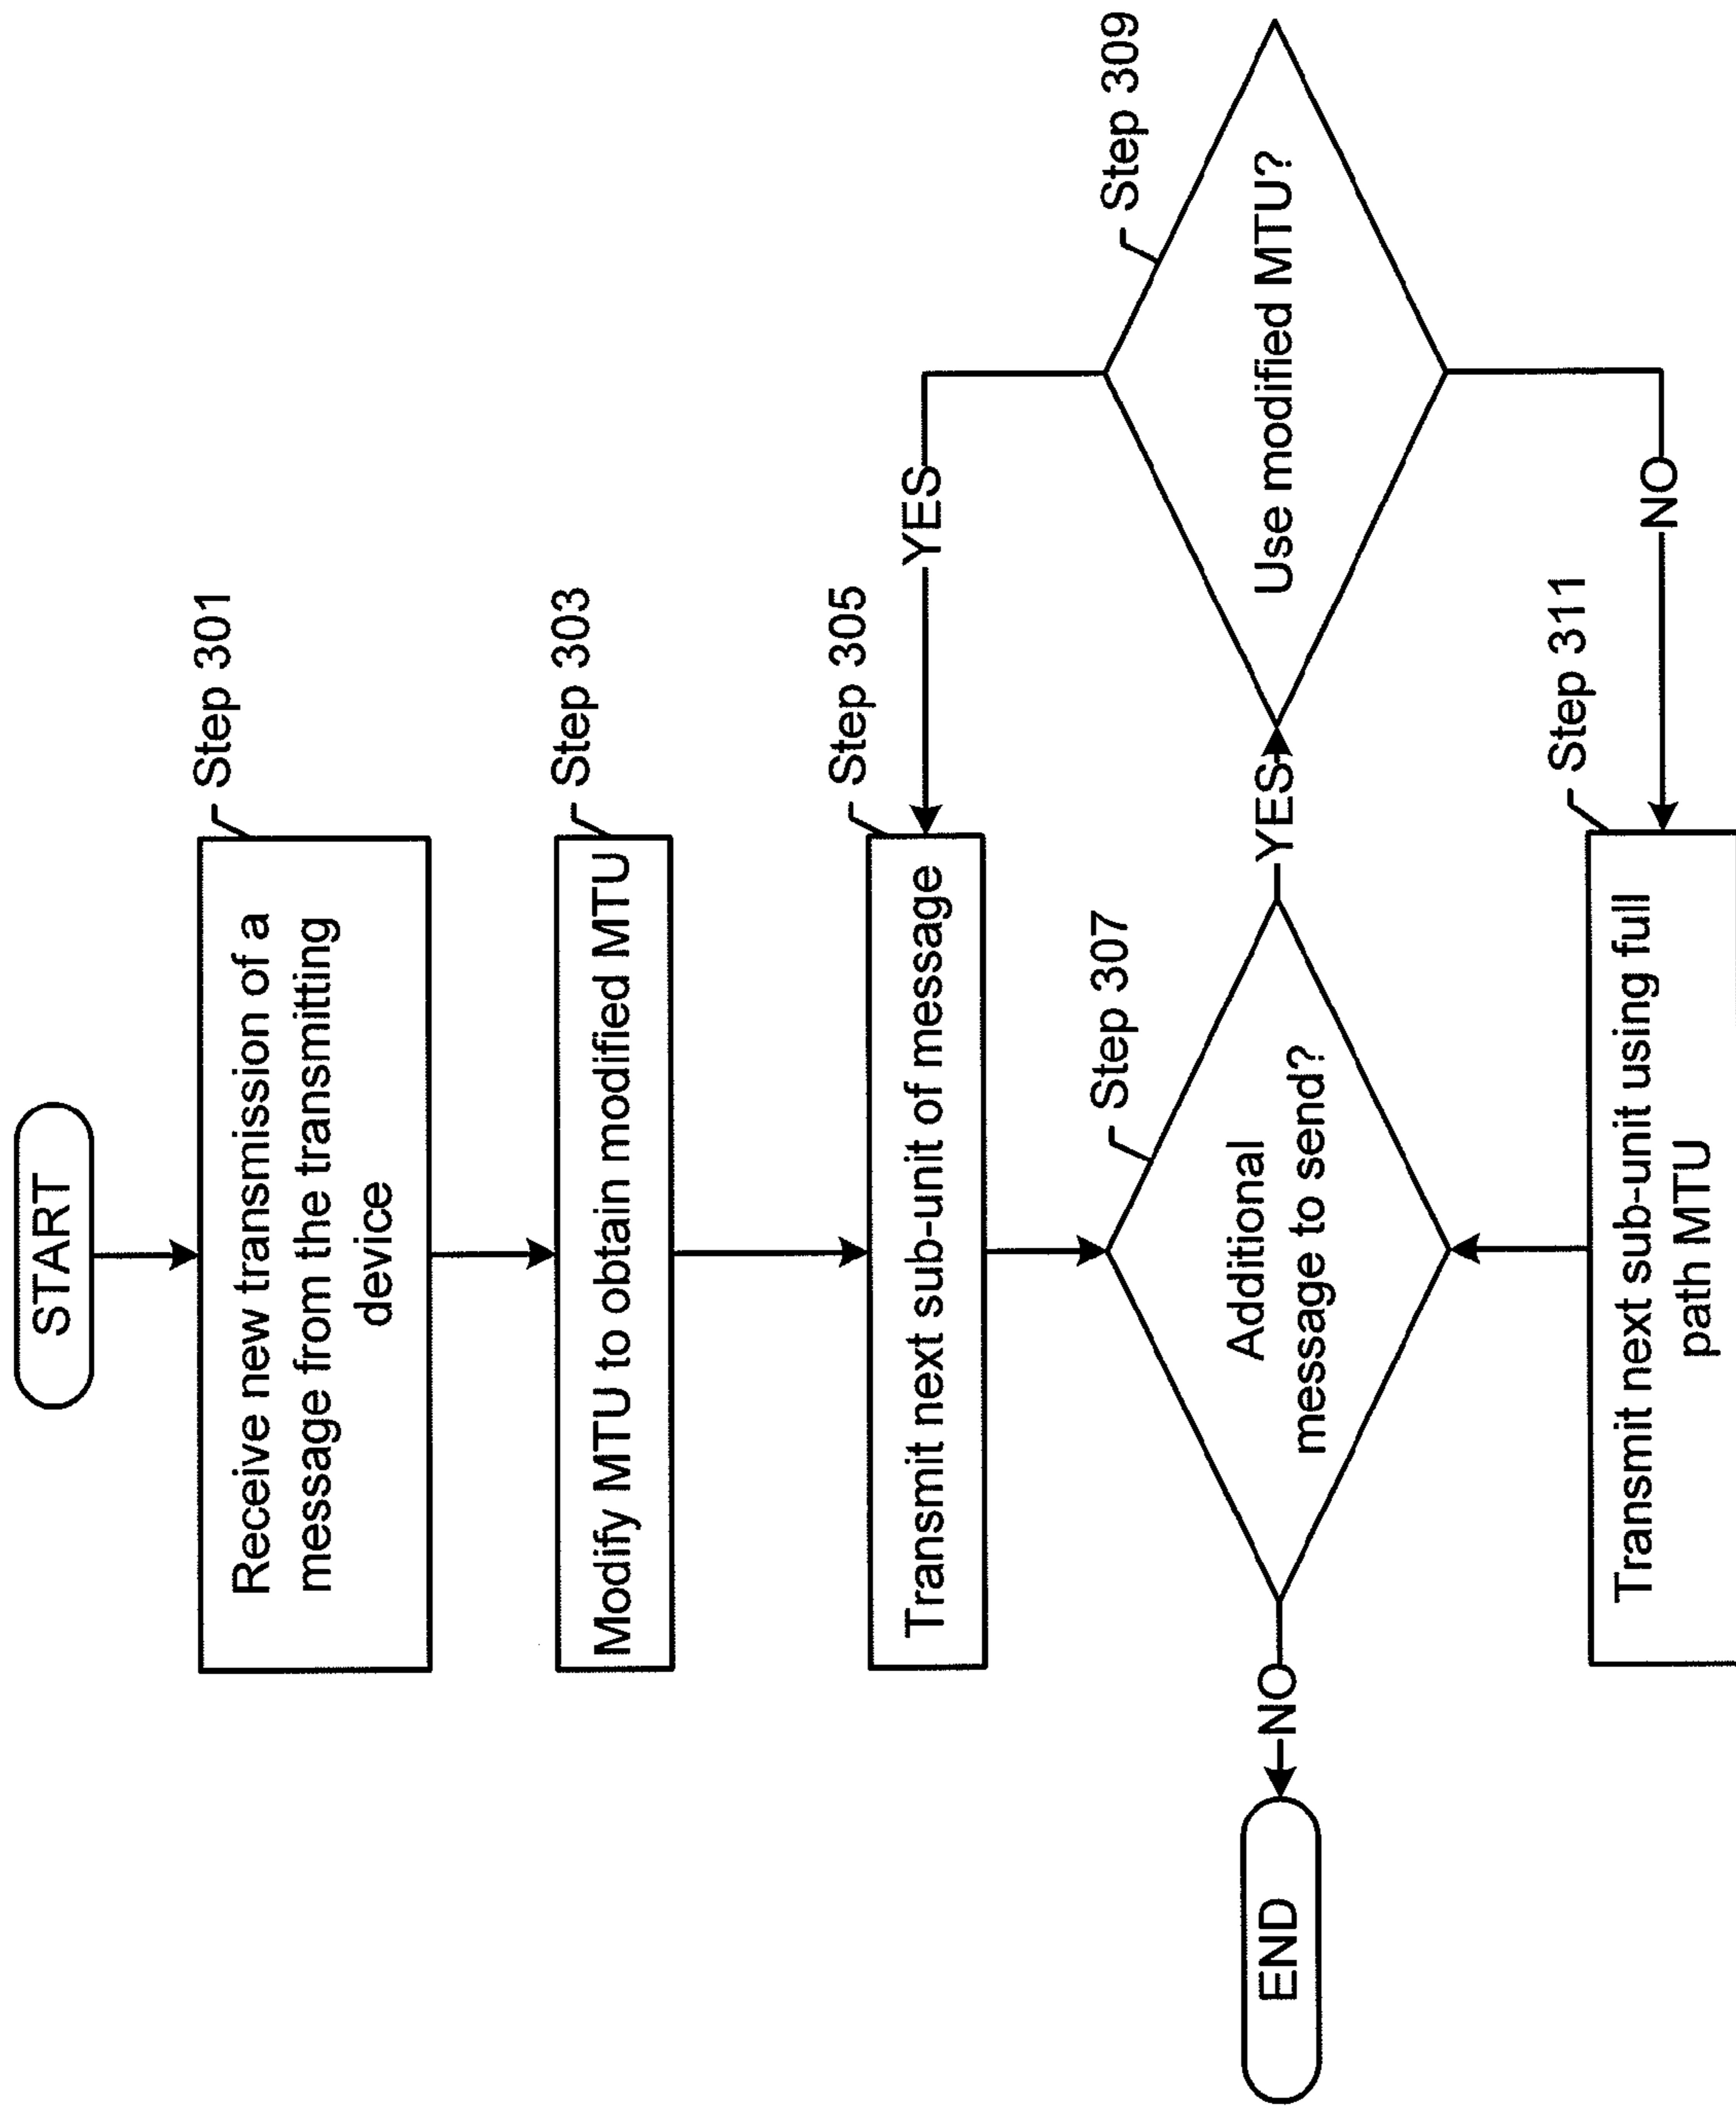 START
Step 301
Receive new transmission of a
message from the transmitting
device
Step 303
Modify MTU to obtain modified MTU
Step 305
Transmit next sub-unit of message
YES
Step 307
Additional
message to send?
NO
END
YES
Step 309
Use modified MTU?
NO
Step 311
Transmit next sub-unit using full
path MTU